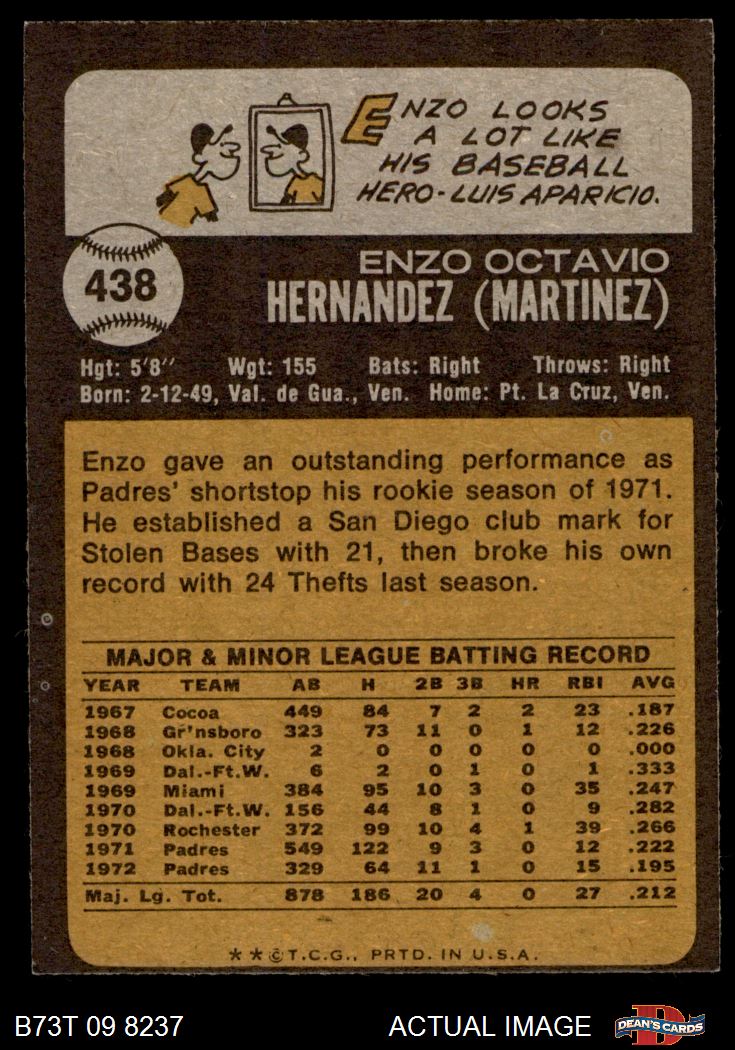 ENZO LOOKS
A LOT LIKE
HIS BASEBALL
HERO-LUIS APARICIO.
438
ENZO OCTAVIO
HERNANDEZ (MARTINEZ)
Hgt: 5'8'' Wgt: 155 Bats: Right Throws: Right
Born: 2-12-49, Val. de Gua., Ven. Home: Pt. La Cruz, Ven.
Enzo gave an outstanding performance as
Padres' shortstop his rookie season of 1971.
He established a San Diego club mark for
Stolen Bases with 21, then broke his own
record with 24 Thefts last season.
MAJOR & MINOR LEAGUE BATTING RECORD
YEAR TEAM AB H 2B 3B HR RBI AVG
1967 Cocoa 449 84 7 2 2 23 .187
1968 Gr'nsboro 323 73 11 0 1 12 .226
1968 Okla. City 2 0 0 0 0 0 .000
1969 Dal.-Ft.W. 6 2 0 1 0 1 .333
1969 Miami 384 95 10 3 0 35 .247
1970 Dal.-Ft.W. 156 44 8 1 0 9 .282
1970 Rochester 372 99 10 4 1 39 .266
1971 Padres 549 122 9 3 0 12 .222
1972 Padres 329 64 11 1 0 15 .195
Maj. Lg. Tot. 878 186 20 4 0 27 .212
**©T.C.G., PRTD. IN U.S.A.
B73T 09 8237 ACTUAL IMAGE DEAN'S CARDS